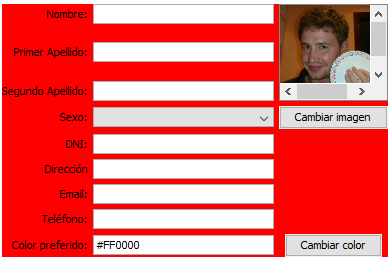 Nombre:
Primer Apellido:
Segundo Apellido:
Sexo:
Cambiar imagen
DNI:
Dirección
Email:
Teléfono:
Color preferido: #FF0000
Cambiar color